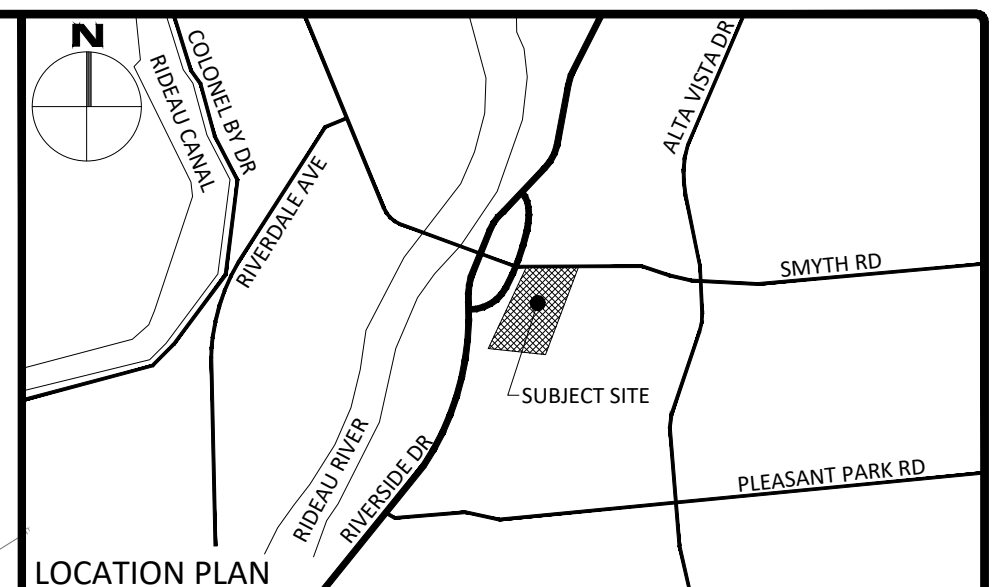 N
COLONEL BY DR
RIDEAU CANAL
ALTA VISTA DR
RIVERDALE AVE
SMYTH RD
SUBJECT SITE
RIDEAU RIVER
RIVERSIDE DR
PLEASANT PARK RD
LOCATION PLAN